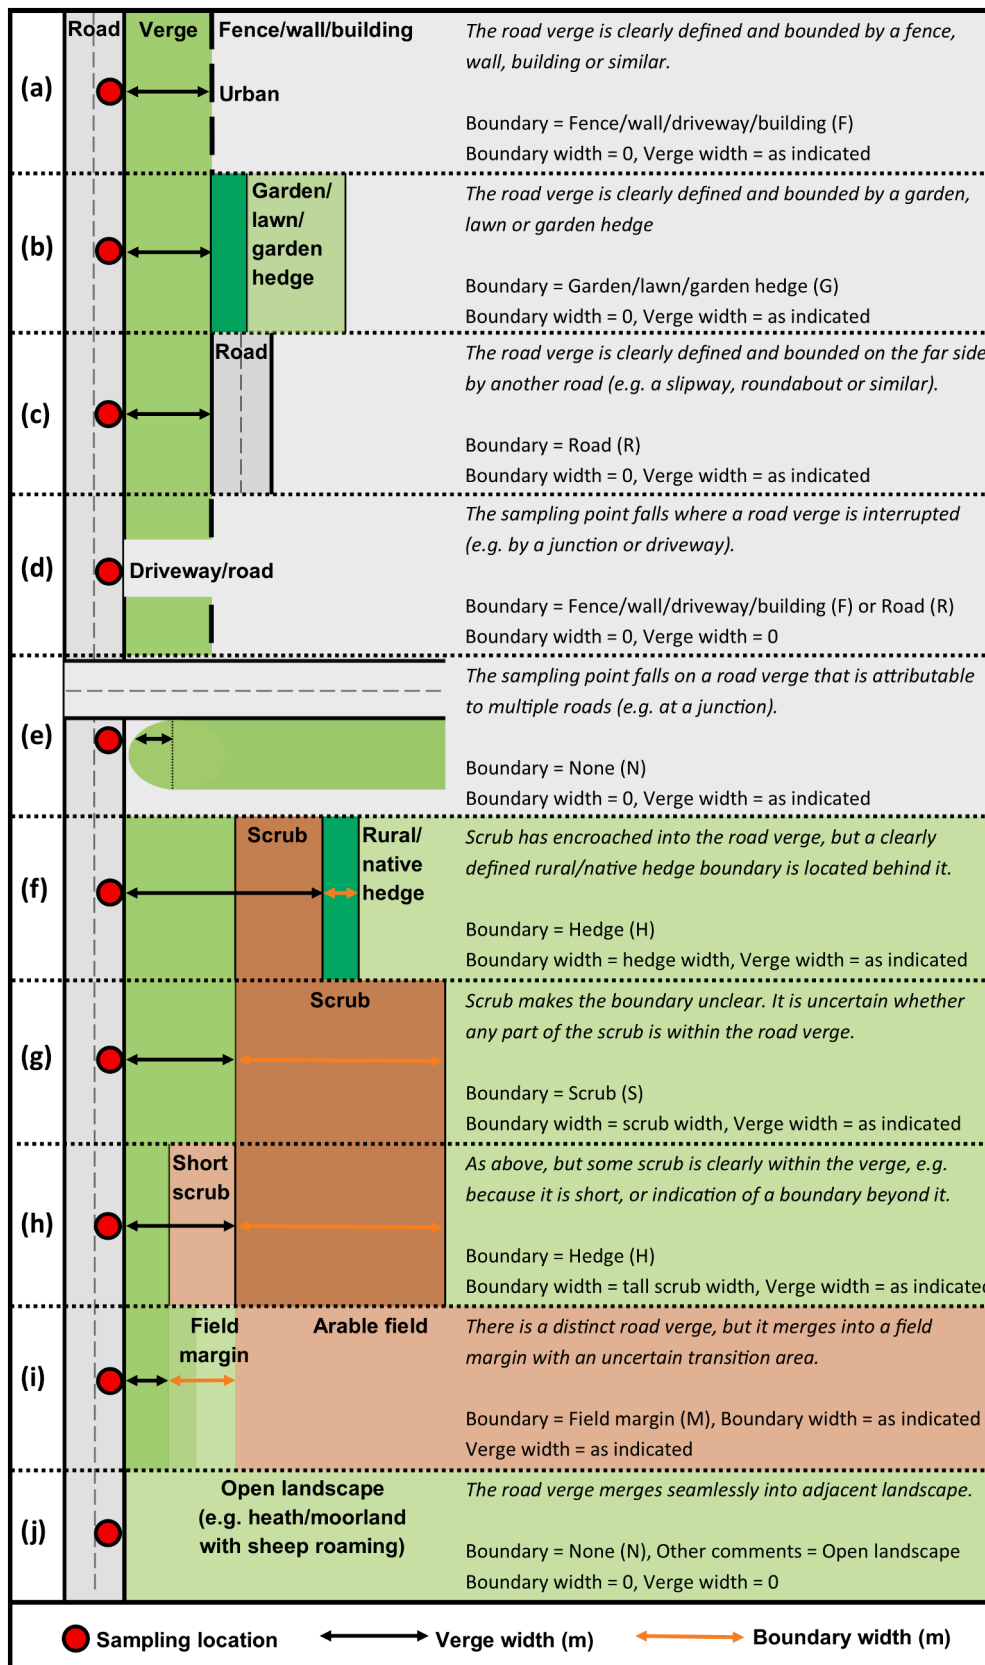 Road
Verge
Fence/wall/building
The road verge is clearly defined and bounded by a fence,
wall, building or similar.
(a)
Urban
Boundary = Fence/wall/driveway/building (F)
Boundary width = 0, Verge width = as indicated
Garden/
lawn/
garden
hedge
The road verge is clearly defined and bounded by a garden,
lawn or garden hedge
(b)
Boundary = Garden/lawn/garden hedge (G)
Boundary width = 0, Verge width = as indicated
Road
The road verge is clearly defined and bounded on the far side
by another road (e.g. a slipway, roundabout or similar).
(c)
Boundary = Road (R)
Boundary width = 0, Verge width = as indicated
The sampling point falls where a road verge is interrupted
(e.g. by a junction or driveway).
(d)
Driveway/road
Boundary = Fence/wall/driveway/building (F) or Road (R)
Boundary width = 0, Verge width = 0
The sampling point falls on a road verge that is attributable
to multiple roads (e.g. at a junction).
(e)
Boundary = None (N)
Boundary width = 0, Verge width = as indicated
Scrub
Rural/
native
hedge
Scrub has encroached into the road verge, but a clearly
defined rural/native hedge boundary is located behind it.
(f)
Boundary = Hedge (H)
Boundary width = hedge width, Verge width = as indicated
Scrub
Scrub makes the boundary unclear. It is uncertain whether
any part of the scrub is within the road verge.
(g)
Boundary = Scrub (S)
Boundary width = scrub width, Verge width = as indicated
Short
scrub
As above, but some scrub is clearly within the verge, e.g.
because it is short, or indication of a boundary beyond it.
(h)
Boundary = Hedge (H)
Boundary width = tall scrub width, Verge width = as indicated
Field
margin
Arable field
There is a distinct road verge, but it merges into a field
margin with an uncertain transition area.
(i)
Boundary = Field margin (M), Boundary width = as indicated
Verge width = as indicated
Open landscape
(e.g. heath/moorland
with sheep roaming)
The road verge merges seamlessly into adjacent landscape.
(j)
Boundary = None (N), Other comments = Open landscape
Boundary width = 0, Verge width = 0
Sampling location
Verge width (m)
Boundary width (m)